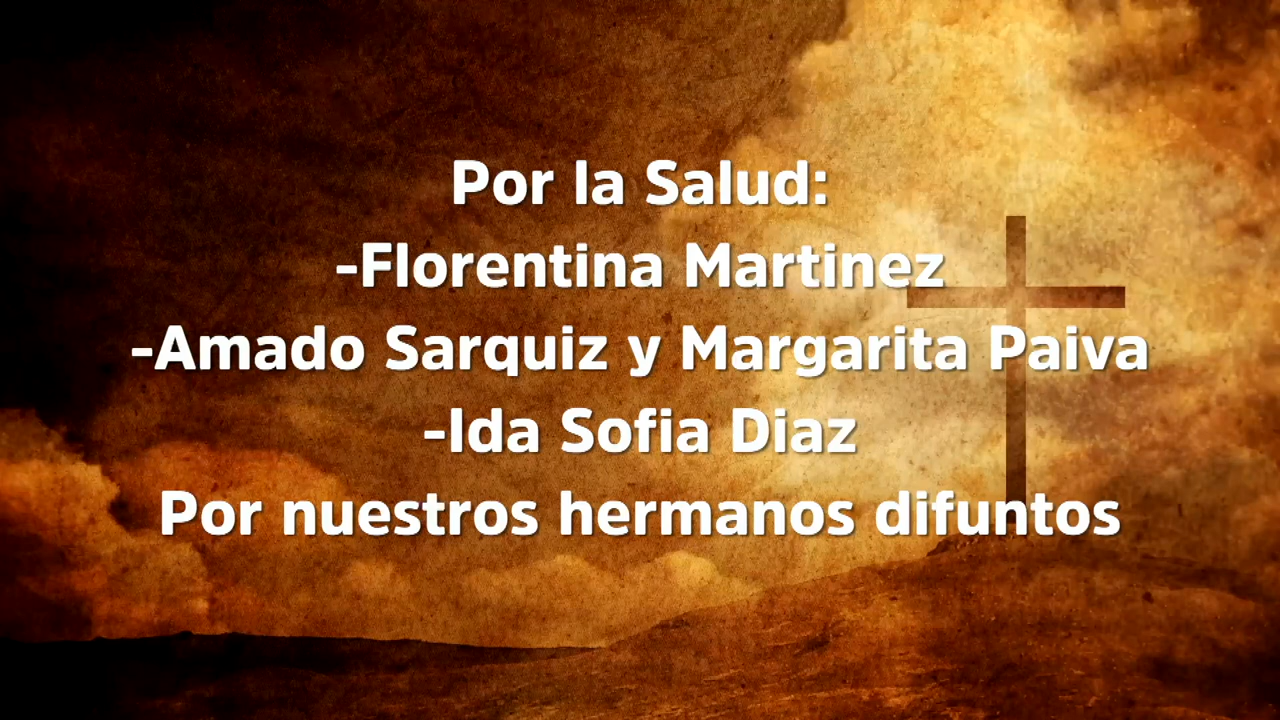 Por la Salud:
-Florentina Martinez
-Amado Sarquiz y Margarita Paiva
-Ida Sofia Diaz
Por nuestros hermanos difuntos